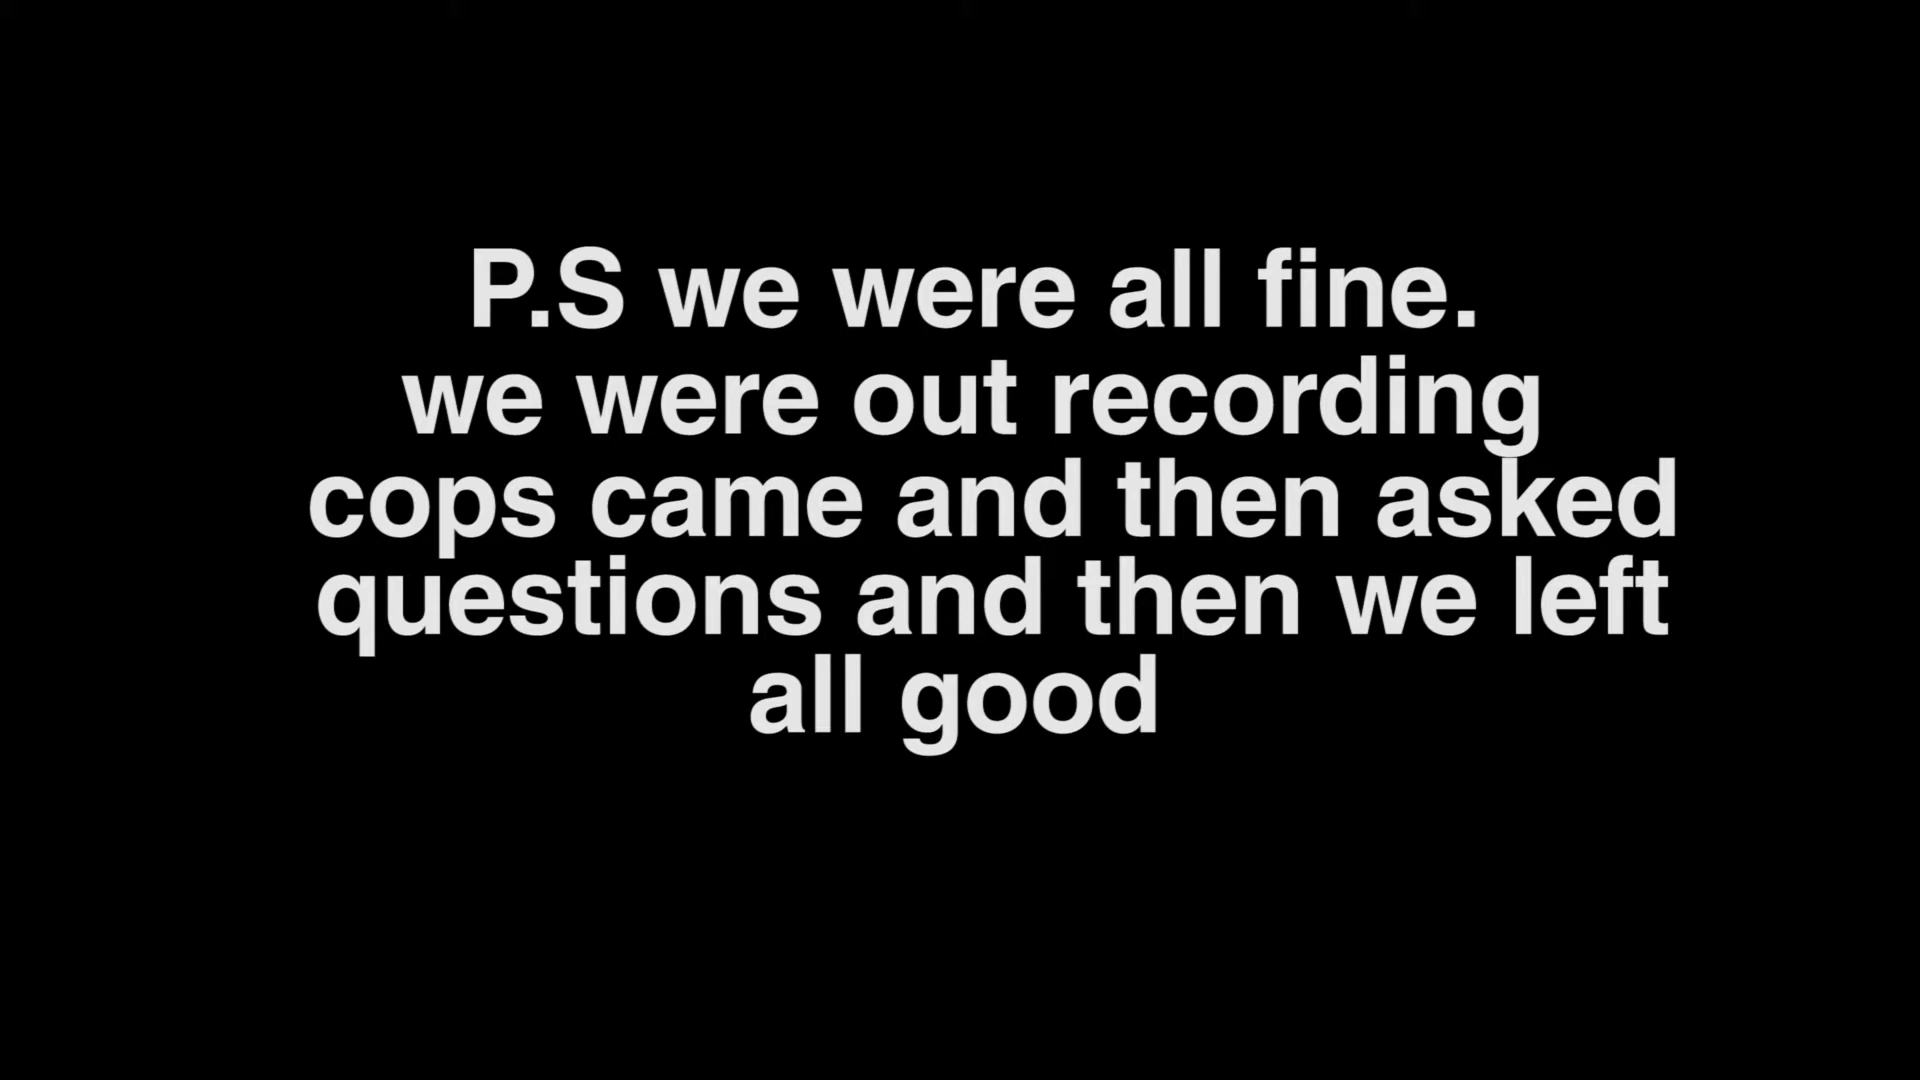 P.S we were all fine.
we were out recording
cops came and then asked
questions and then we left
all good